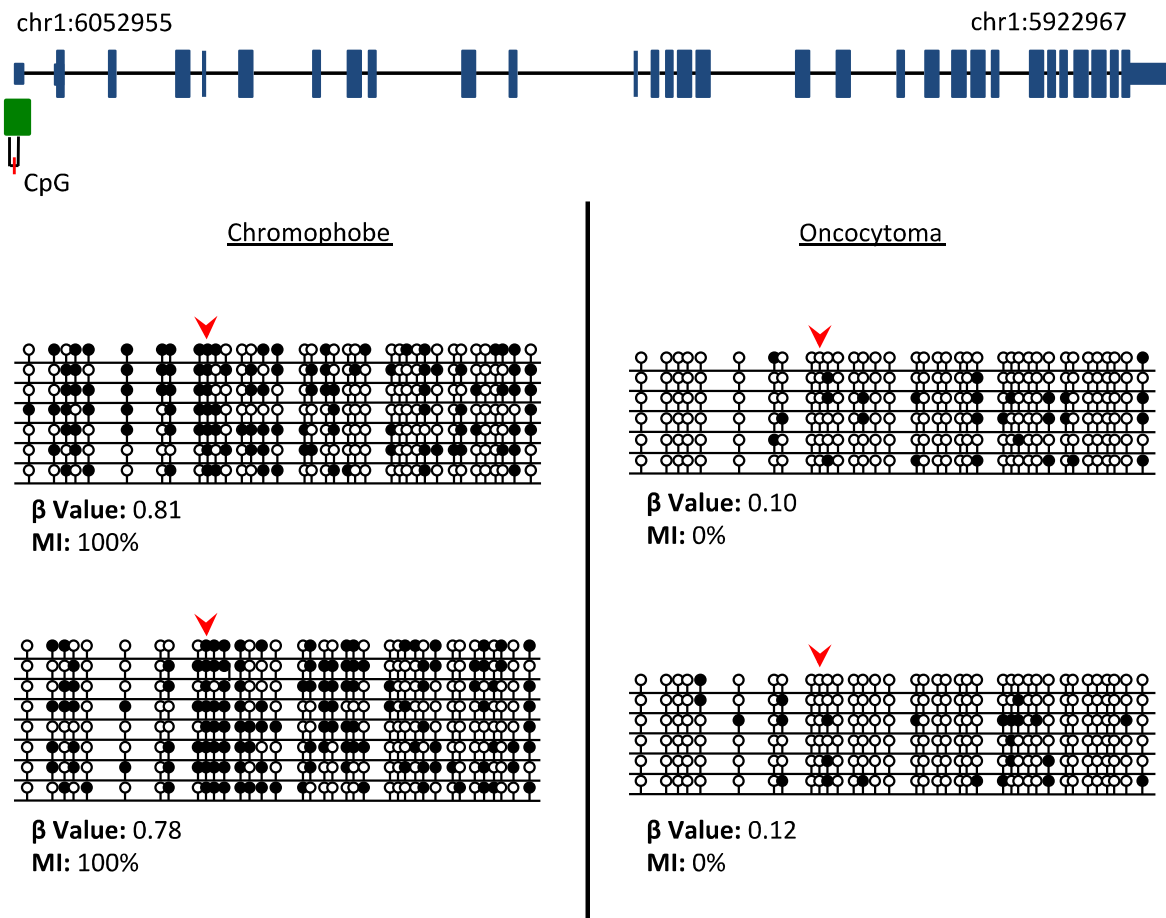 chr1:6052955
chr1:5922967
CpG
Chromophobe
Oncocytoma
β Value: 0.81
MI: 100%
β Value: 0.10
MI: 0%
β Value: 0.78
MI: 100%
β Value: 0.12
MI: 0%